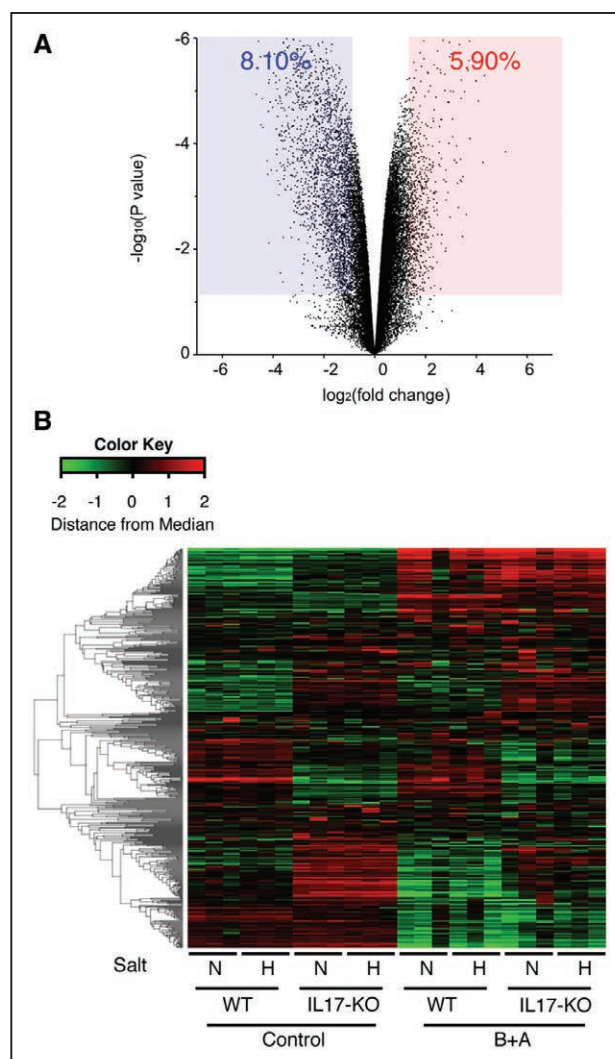 A
-6
8.10%
5.90%
-4
-log10(P value)
-2
0
-6 -4 -2 0 2 4 6
log2(fold change)
B
Color Key
-2 -1 0 1 2
Distance from Median
Salt N H N H N H N H
WT IL17-KO WT IL17-KO
Control B+A